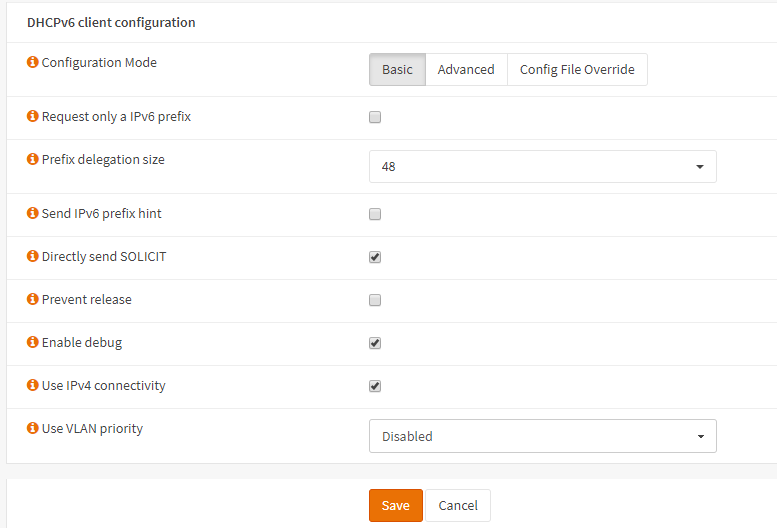 DHCPv6 client configuration
Configuration Mode
Basic Advanced Config File Override
Request only a IPv6 prefix
Prefix delegation size
48
Send IPv6 prefix hint
Directly send SOLICIT
Prevent release
Enable debug
Use IPv4 connectivity
Use VLAN priority
Disabled
Save Cancel